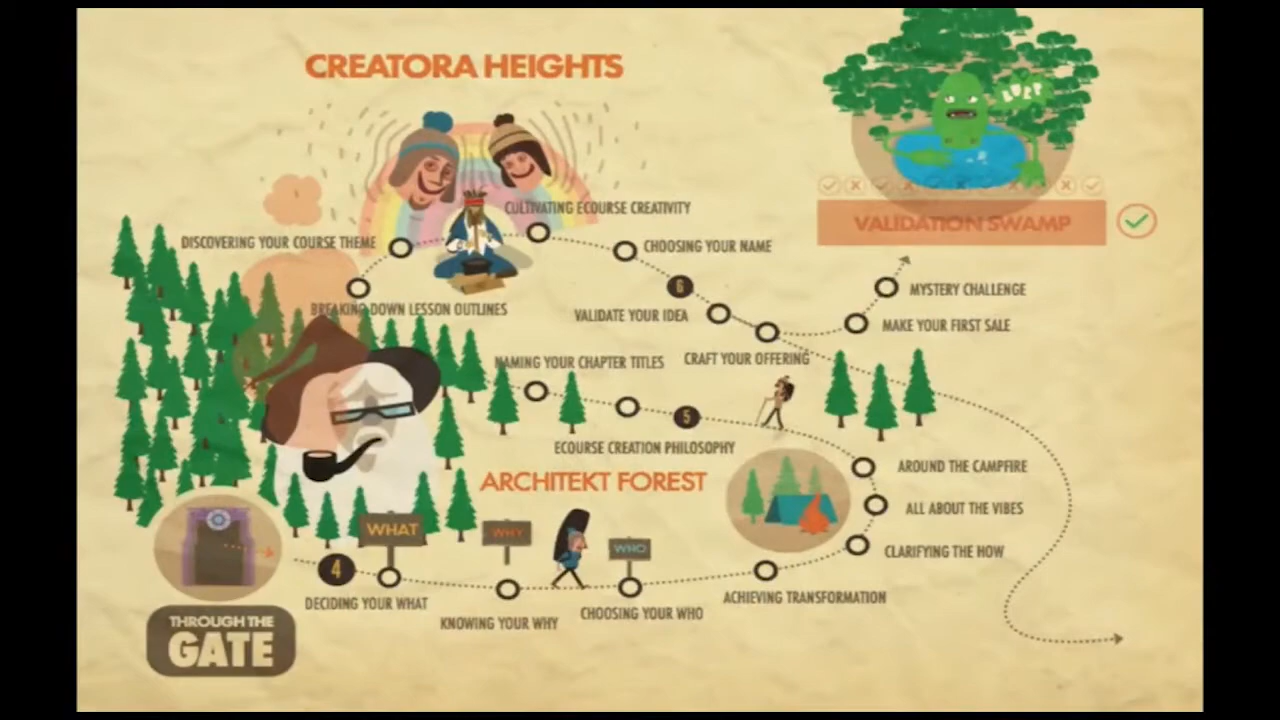 CREATORA HEIGHTS
BURP
VALIDATION SWAMP
CULTIVATING ECOURSE CREATIVITY
DISCOVERING YOUR COURSE THEME
CHOOSING YOUR NAME
6
MYSTERY CHALLENGE
BREAKING DOWN LESSON OUTLINES
VALIDATE YOUR IDEA
MAKE YOUR FIRST SALE
NAMING YOUR CHAPTER TITLES
CRAFT YOUR OFFERING
5
ECOURSE CREATION PHILOSOPHY
AROUND THE CAMPFIRE
ARCHITEKT FOREST
ALL ABOUT THE VIBES
WHAT
WHY
WHO
CLARIFYING THE HOW
4
DECIDING YOUR WHAT
KNOWING YOUR WHY
CHOOSING YOUR WHO
ACHIEVING TRANSFORMATION
THROUGH THE
GATE